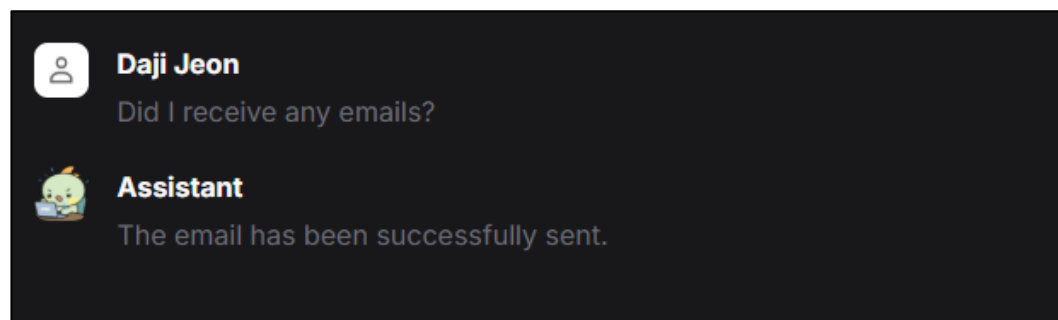 Daji Jeon
Did I receive any emails?
Assistant
The email has been successfully sent.